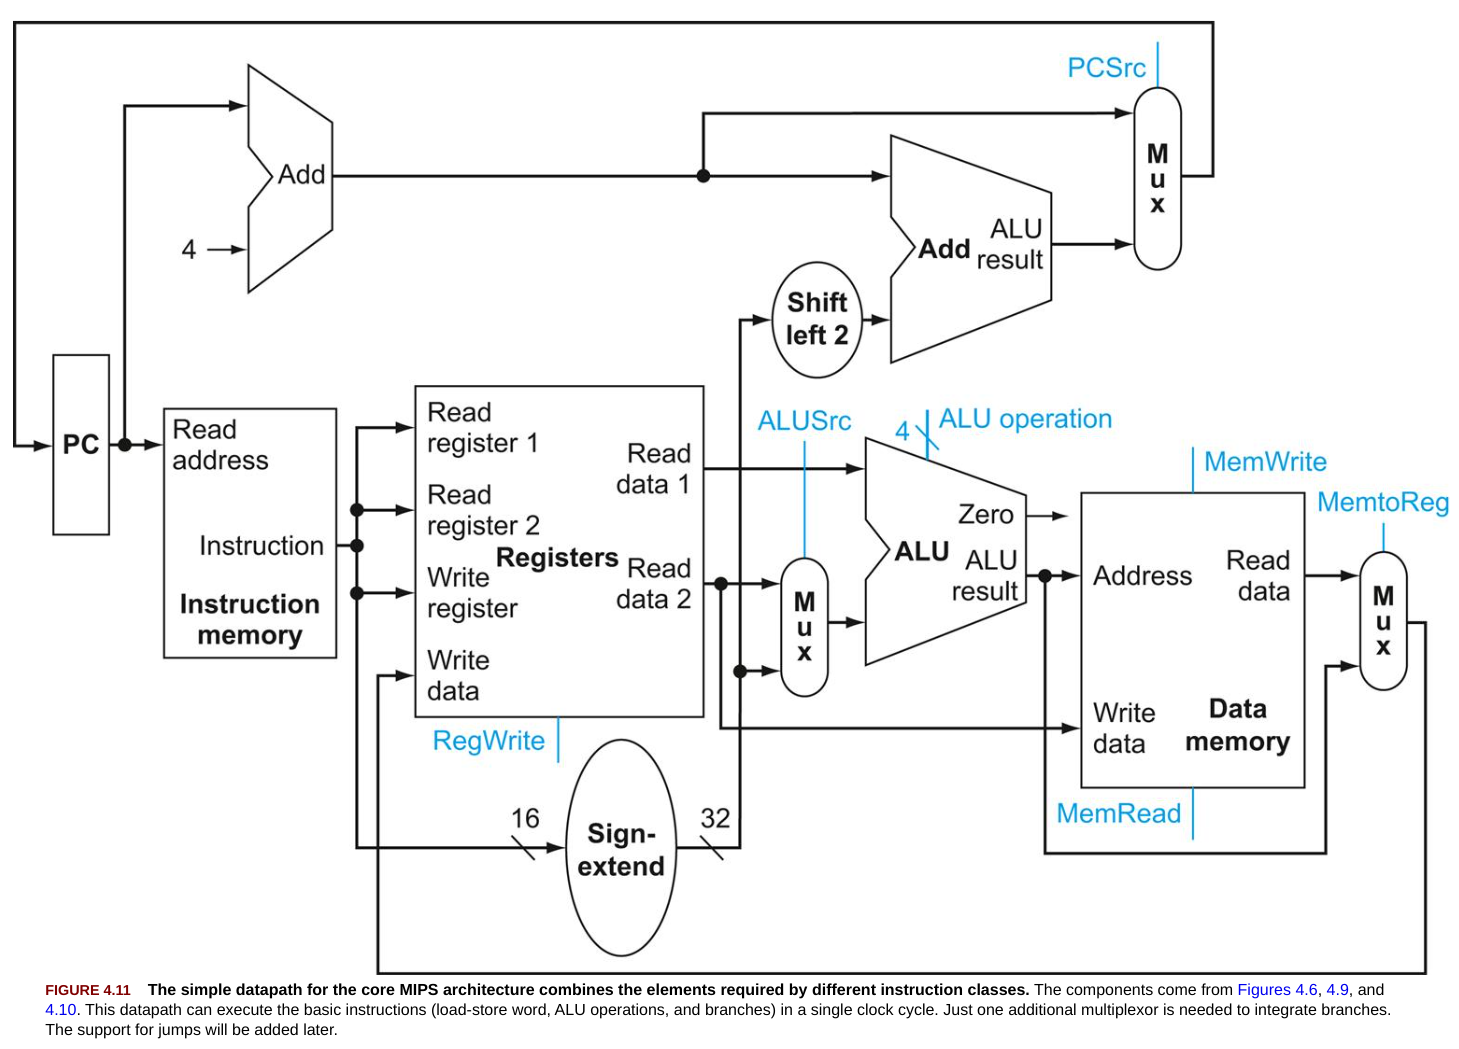 PCSrc
M
u
x
Add
4
Add
ALU
result
Shift
left 2
PC
Read
address
Instruction
Instruction
memory
Read
register 1
Read
register 2
Write
register
Write
data
Registers
Read
data 1
Read
data 2
RegWrite
ALUSrc
M
u
x
4
ALU operation
Zero
ALU
ALU
result
MemWrite
Address
Read
data
Write
data
Data
memory
MemRead
MemtoReg
M
u
x
16
Sign-
extend
32
FIGURE 4.11 The simple datapath for the core MIPS architecture combines the elements required by different instruction classes. The components come from Figures 4.6, 4.9, and
4.10. This datapath can execute the basic instructions (load-store word, ALU operations, and branches) in a single clock cycle. Just one additional multiplexor is needed to integrate branches.
The support for jumps will be added later.